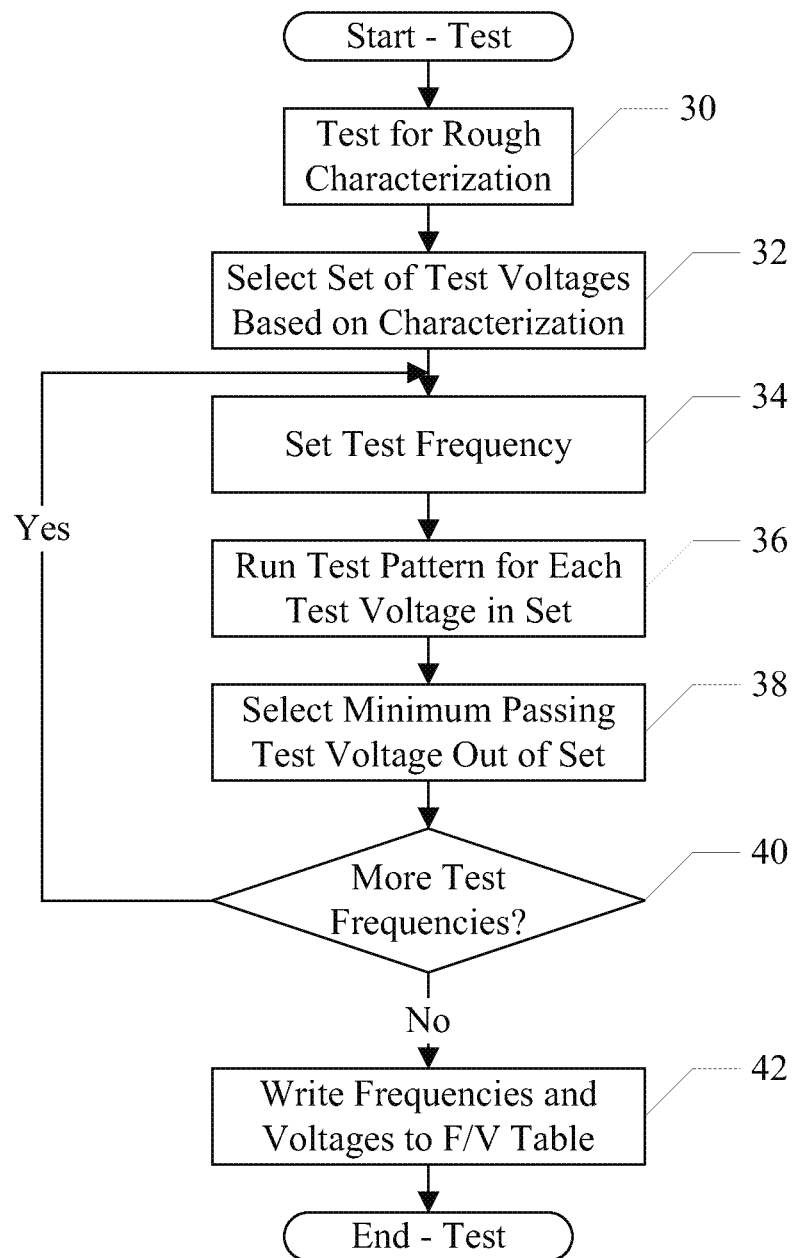 Start - Test
30
Test for Rough
Characterization
32
Select Set of Test Voltages
Based on Characterization
34
Set Test Frequency
Yes
36
Run Test Pattern for Each
Test Voltage in Set
38
Select Minimum Passing
Test Voltage Out of Set
40
More Test
Frequencies?
No
42
Write Frequencies and
Voltages to F/V Table
End - Test